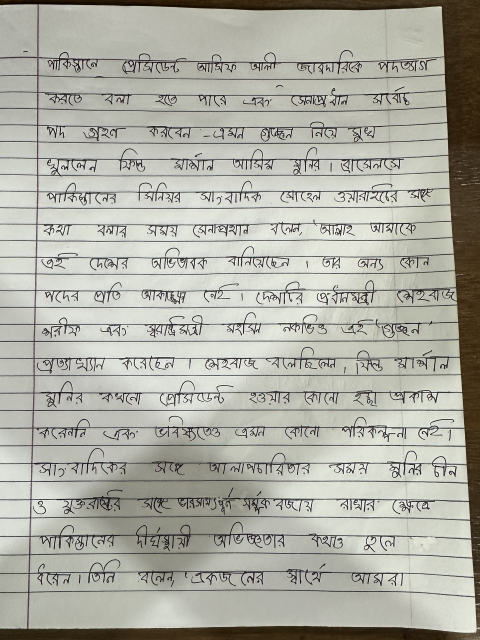 পাকিস্তানে প্রেসিডেন্ট আসিফ আলী জারদারিকে পদত্যাগ
করতে বলা হতে পারে এবং সেনাপ্রধান সর্বোচ্চ
পদ গ্রহণ করবেন - এমন গুঞ্জন নিয়ে মুখ
খুললেন ফিল্ড মার্শাল আসিম মুনির। ব্রাসেলসে
পাকিস্তানের সিনিয়র সাংবাদিক সোহেল ওয়ারাইচের সঙ্গে
কথা বলার সময় সেনাপ্রধান বলেন, 'আল্লাহ আমাকে
এই দেশের অভিভাবক বানিয়েছেন। তার অন্য কোন
পদের প্রতি আকাঙ্ক্ষা নেই। দেশটির প্রধানমন্ত্রী শেহবাজ
শরীফ এবং স্বরাষ্ট্রমন্ত্রী মহসিন নকভিও এই 'গুঞ্জন'
প্রত্যাখ্যান করেছেন। শেহবাজ বলেছিলেন, ফিল্ড মার্শাল
মুনির কখনো প্রেসিডেন্ট হওয়ার কোনো ইচ্ছা প্রকাশ
করেননি এবং ভবিষ্যতেও এমন কোনো পরিকল্পনা নেই।
সাংবাদিকের সঙ্গে আলাপচারিতার সময় মুনির চীন
ও যুক্তরাষ্ট্রের সঙ্গে ভারসাম্যপূর্ণ সম্পর্ক বজায় রাখার ক্ষেত্রে
পাকিস্তানের দীর্ঘস্থায়ী অভিজ্ঞতার কথাও তুলে
ধরেন। তিনি বলেন, 'একজনের স্বার্থে আমরা